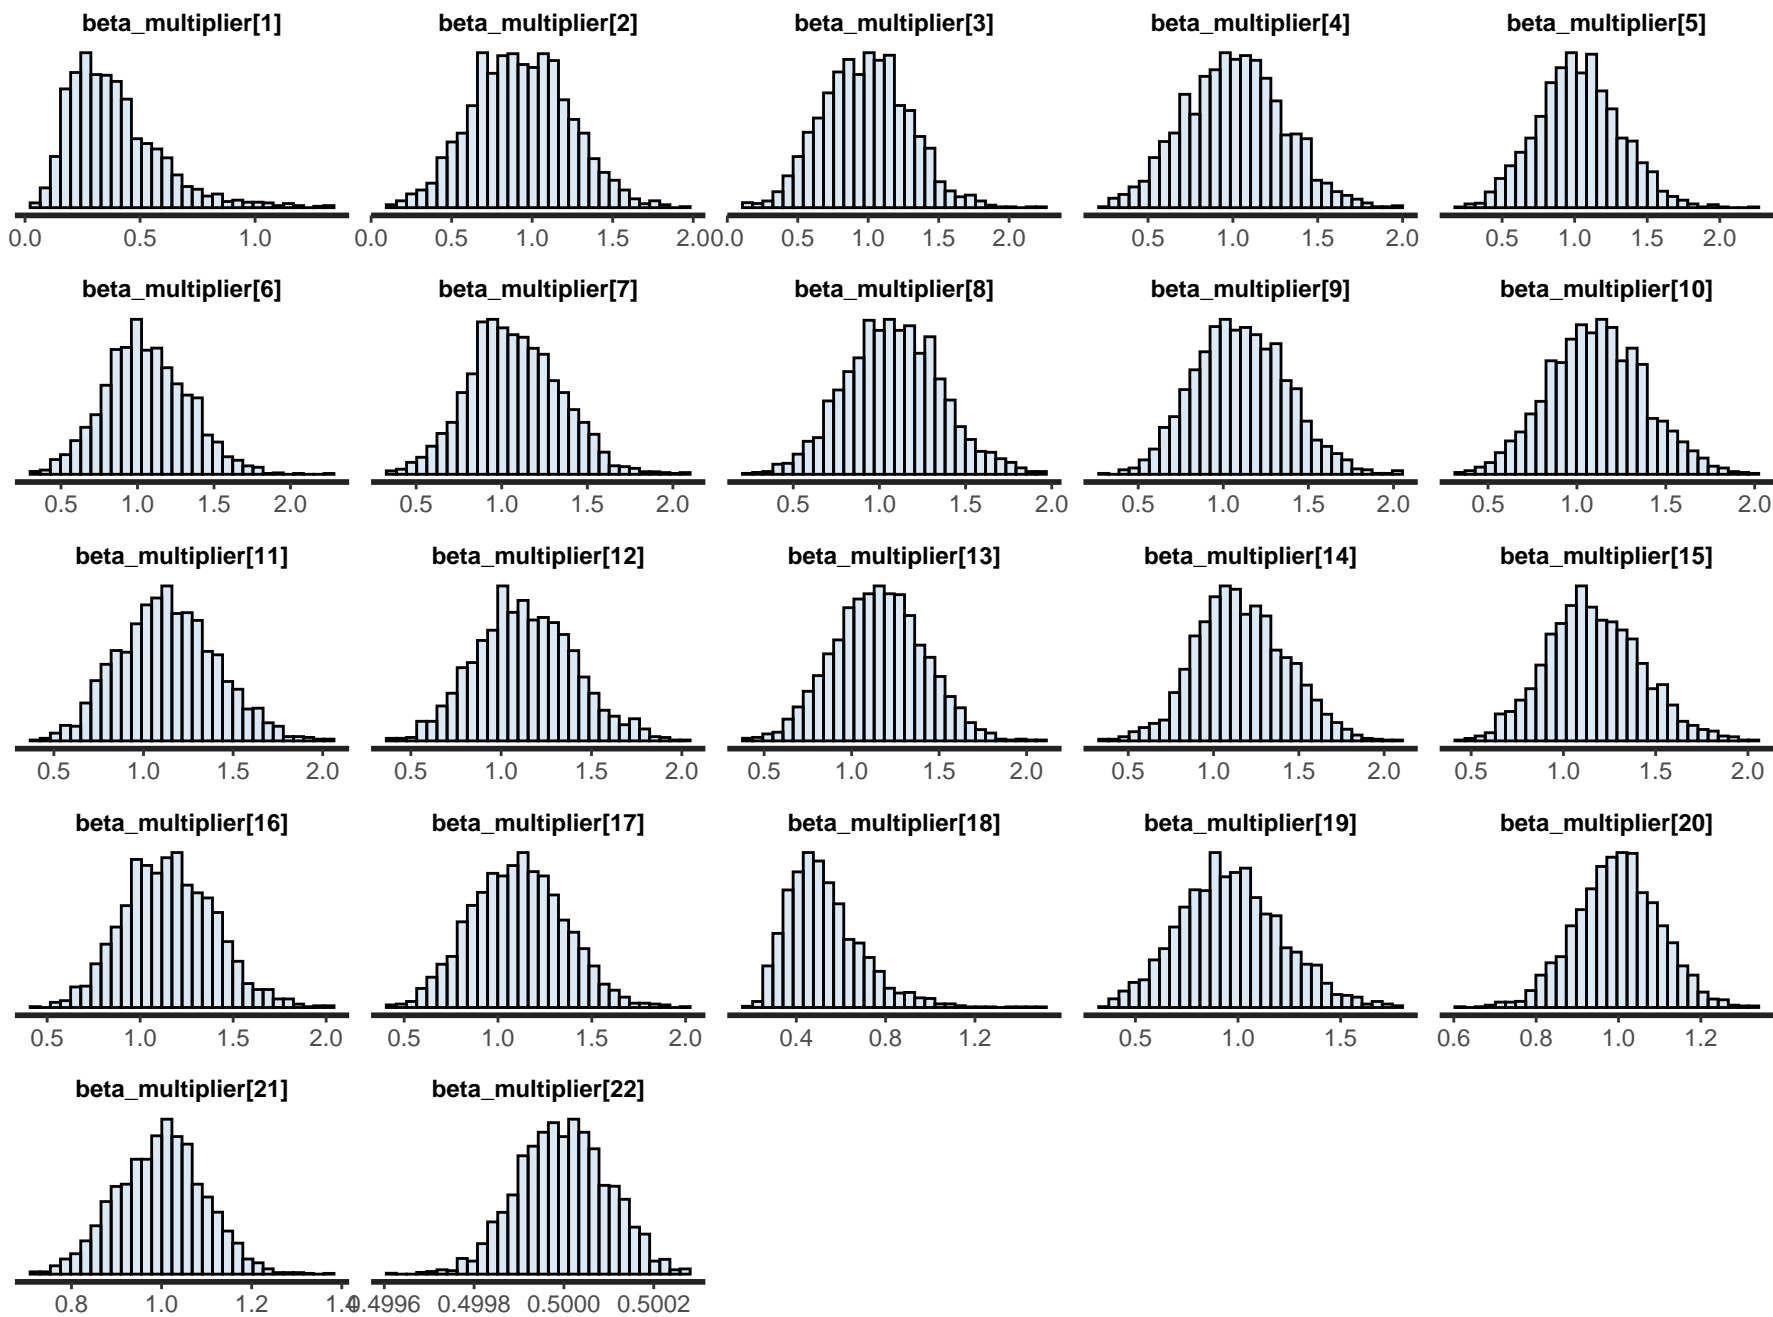 beta_multiplier[1] beta_multiplier[2] beta_multiplier[3] beta_multiplier[4] beta_multiplier[5]
0.0 0.5 1.0 0.0 0.5 1.0 1.5 2.0 0.0 0.5 1.0 1.5 2.0 0.5 1.0 1.5 2.0 0.5 1.0 1.5 2.0
beta_multiplier[6] beta_multiplier[7] beta_multiplier[8] beta_multiplier[9] beta_multiplier[10]
0.5 1.0 1.5 2.0 0.5 1.0 1.5 2.0 0.5 1.0 1.5 2.0 0.5 1.0 1.5 2.0 0.5 1.0 1.5 2.0
beta_multiplier[11] beta_multiplier[12] beta_multiplier[13] beta_multiplier[14] beta_multiplier[15]
0.5 1.0 1.5 2.0 0.5 1.0 1.5 2.0 0.5 1.0 1.5 2.0 0.5 1.0 1.5 2.0 0.5 1.0 1.5 2.0
beta_multiplier[16] beta_multiplier[17] beta_multiplier[18] beta_multiplier[19] beta_multiplier[20]
0.5 1.0 1.5 2.0 0.5 1.0 1.5 2.0 0.4 0.8 1.2 0.5 1.0 1.5 0.6 0.8 1.0 1.2
beta_multiplier[21] beta_multiplier[22]
0.8 1.0 1.2 1.4 0.4996 0.4998 0.5000 0.5002